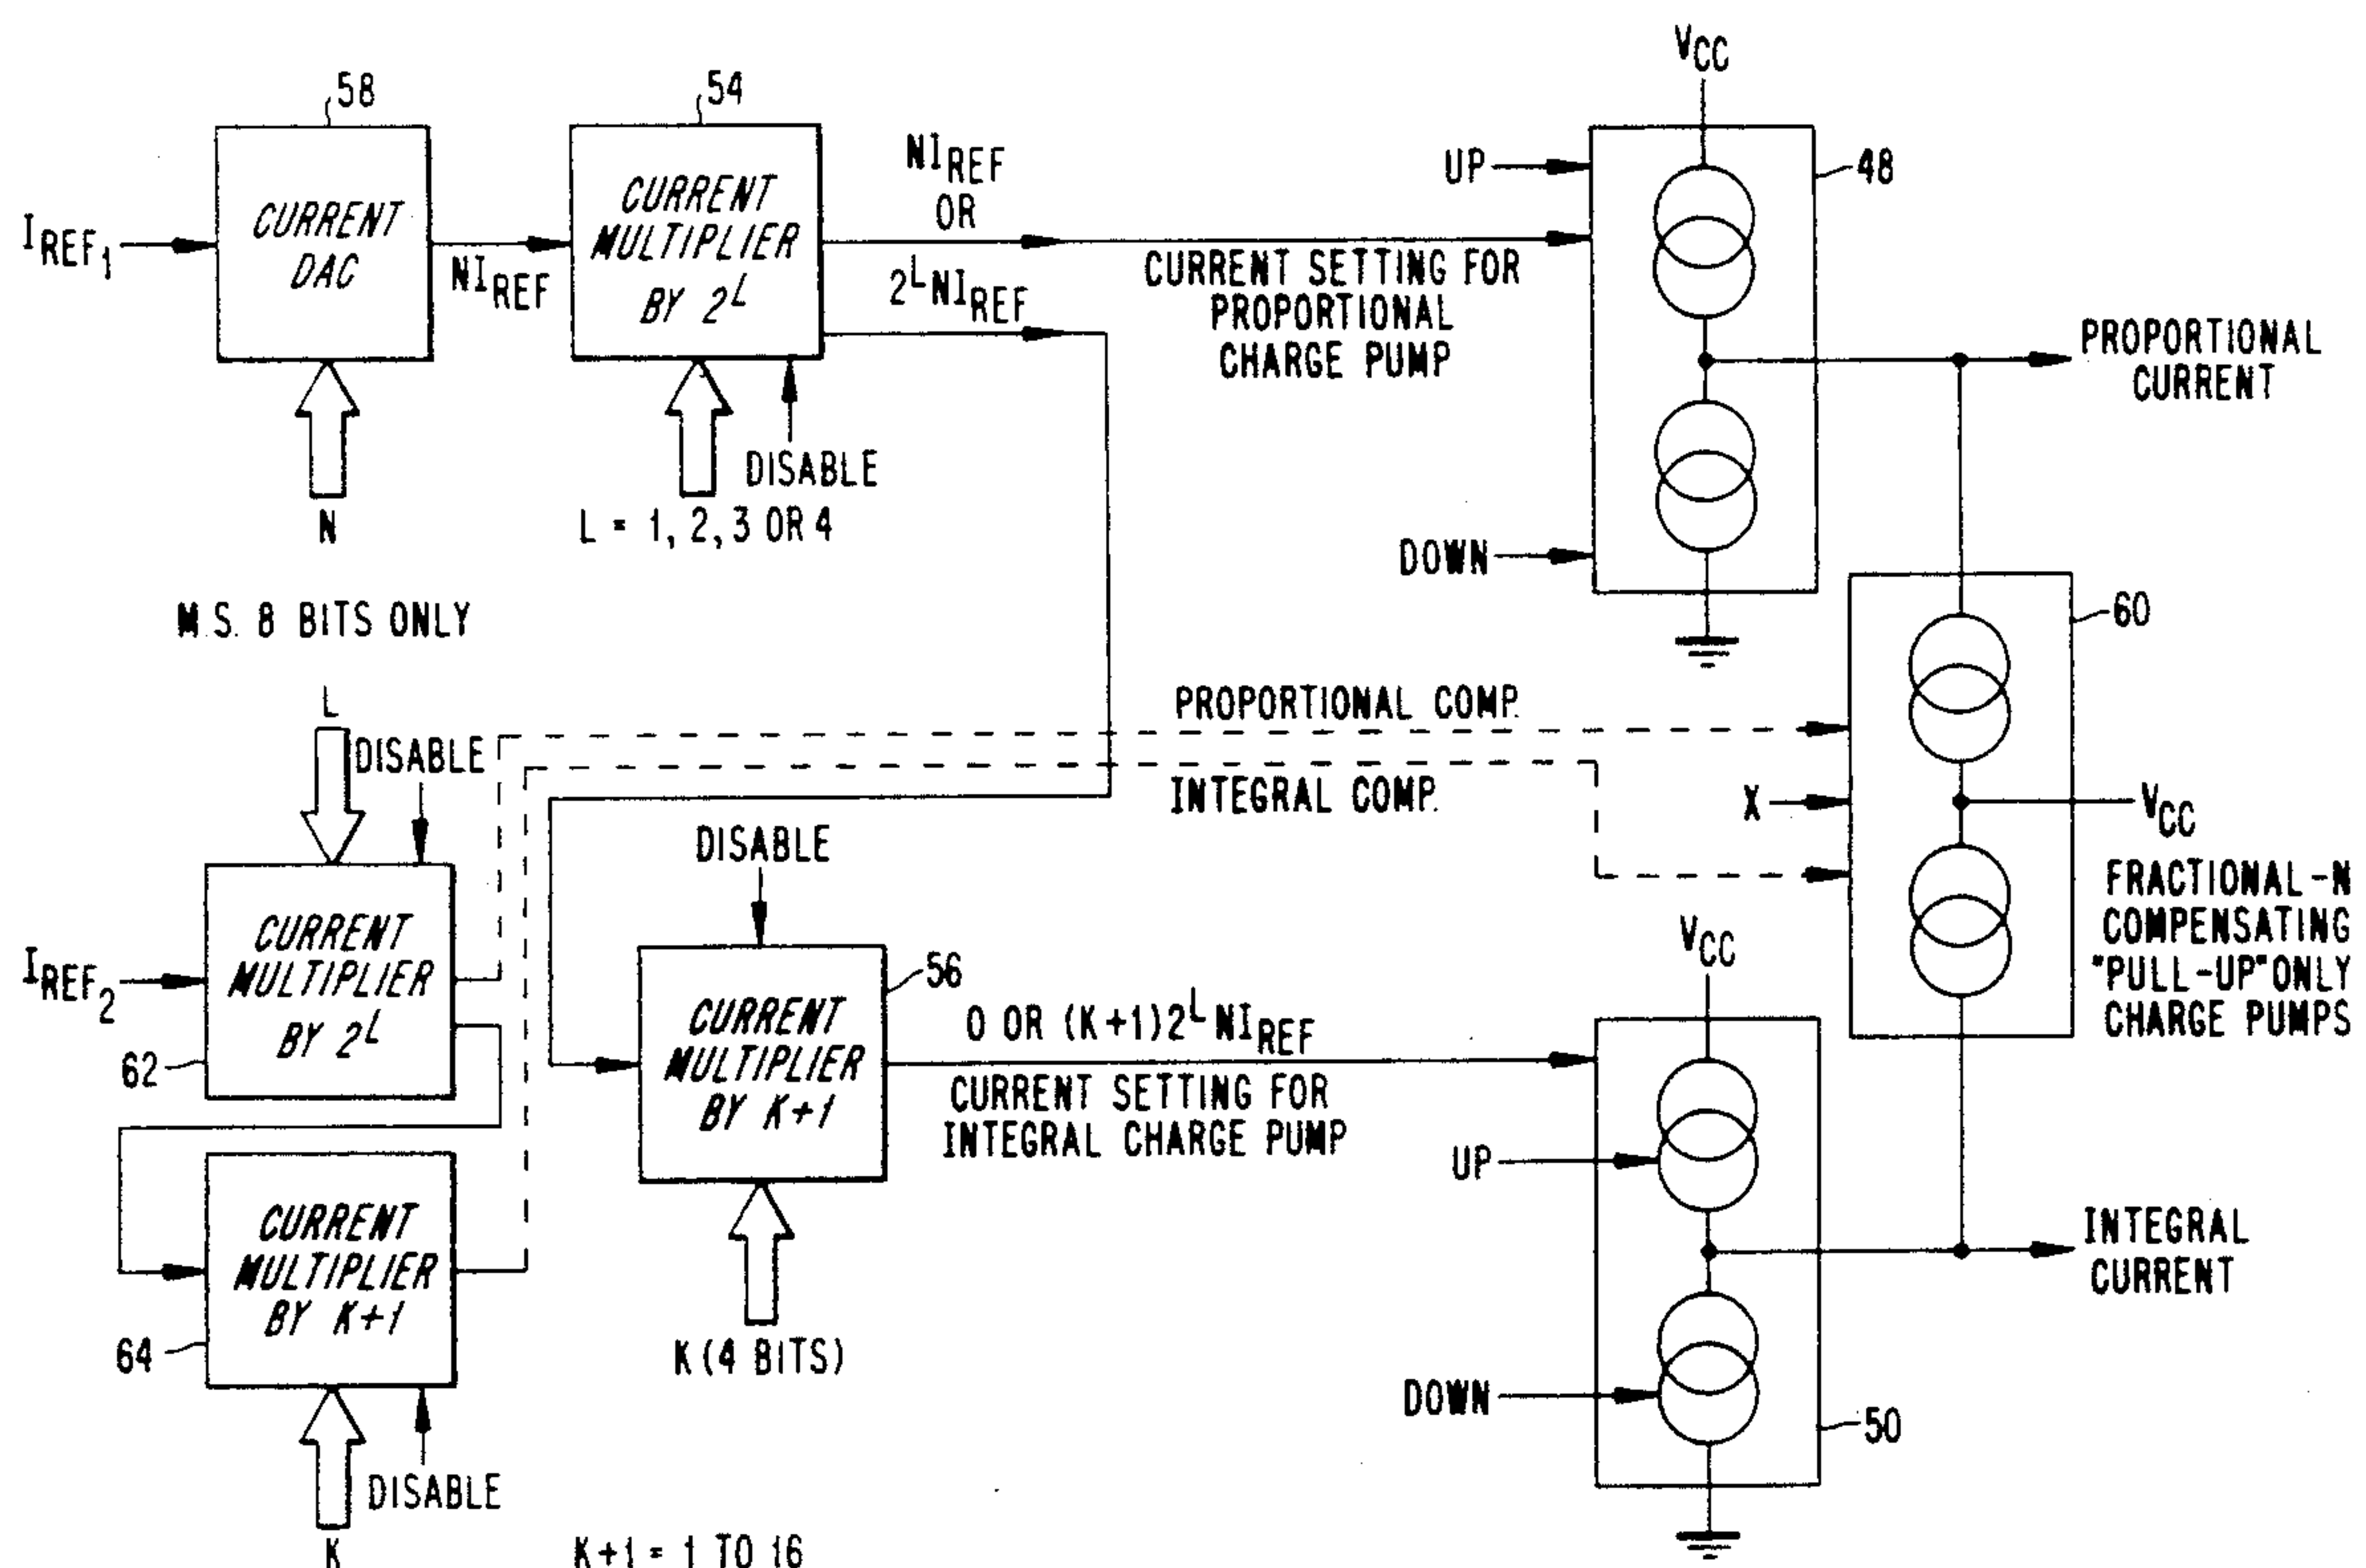 58
I_REF1
CURRENT
DAC
NI_REF
N
54
CURRENT
MULTIPLIER
BY 2^L
DISABLE
L = 1, 2, 3 OR 4
NI_REF
OR
2^L NI_REF
CURRENT SETTING FOR
PROPORTIONAL
CHARGE PUMP
V_CC
UP
48
DOWN
PROPORTIONAL
CURRENT
M.S. 8 BITS ONLY
L
DISABLE
I_REF2
CURRENT
MULTIPLIER
BY 2^L
62
CURRENT
MULTIPLIER
BY K+1
64
DISABLE
K
PROPORTIONAL COMP.
INTEGRAL COMP.
X
60
V_CC
FRACTIONAL-N
COMPENSATING
"PULL-UP" ONLY
CHARGE PUMPS
DISABLE
56
CURRENT
MULTIPLIER
BY K+1
K (4 BITS)
0 OR (K+1)2^L NI_REF
CURRENT SETTING FOR
INTEGRAL CHARGE PUMP
V_CC
UP
DOWN
50
INTEGRAL
CURRENT
K+1 = 1 TO 16